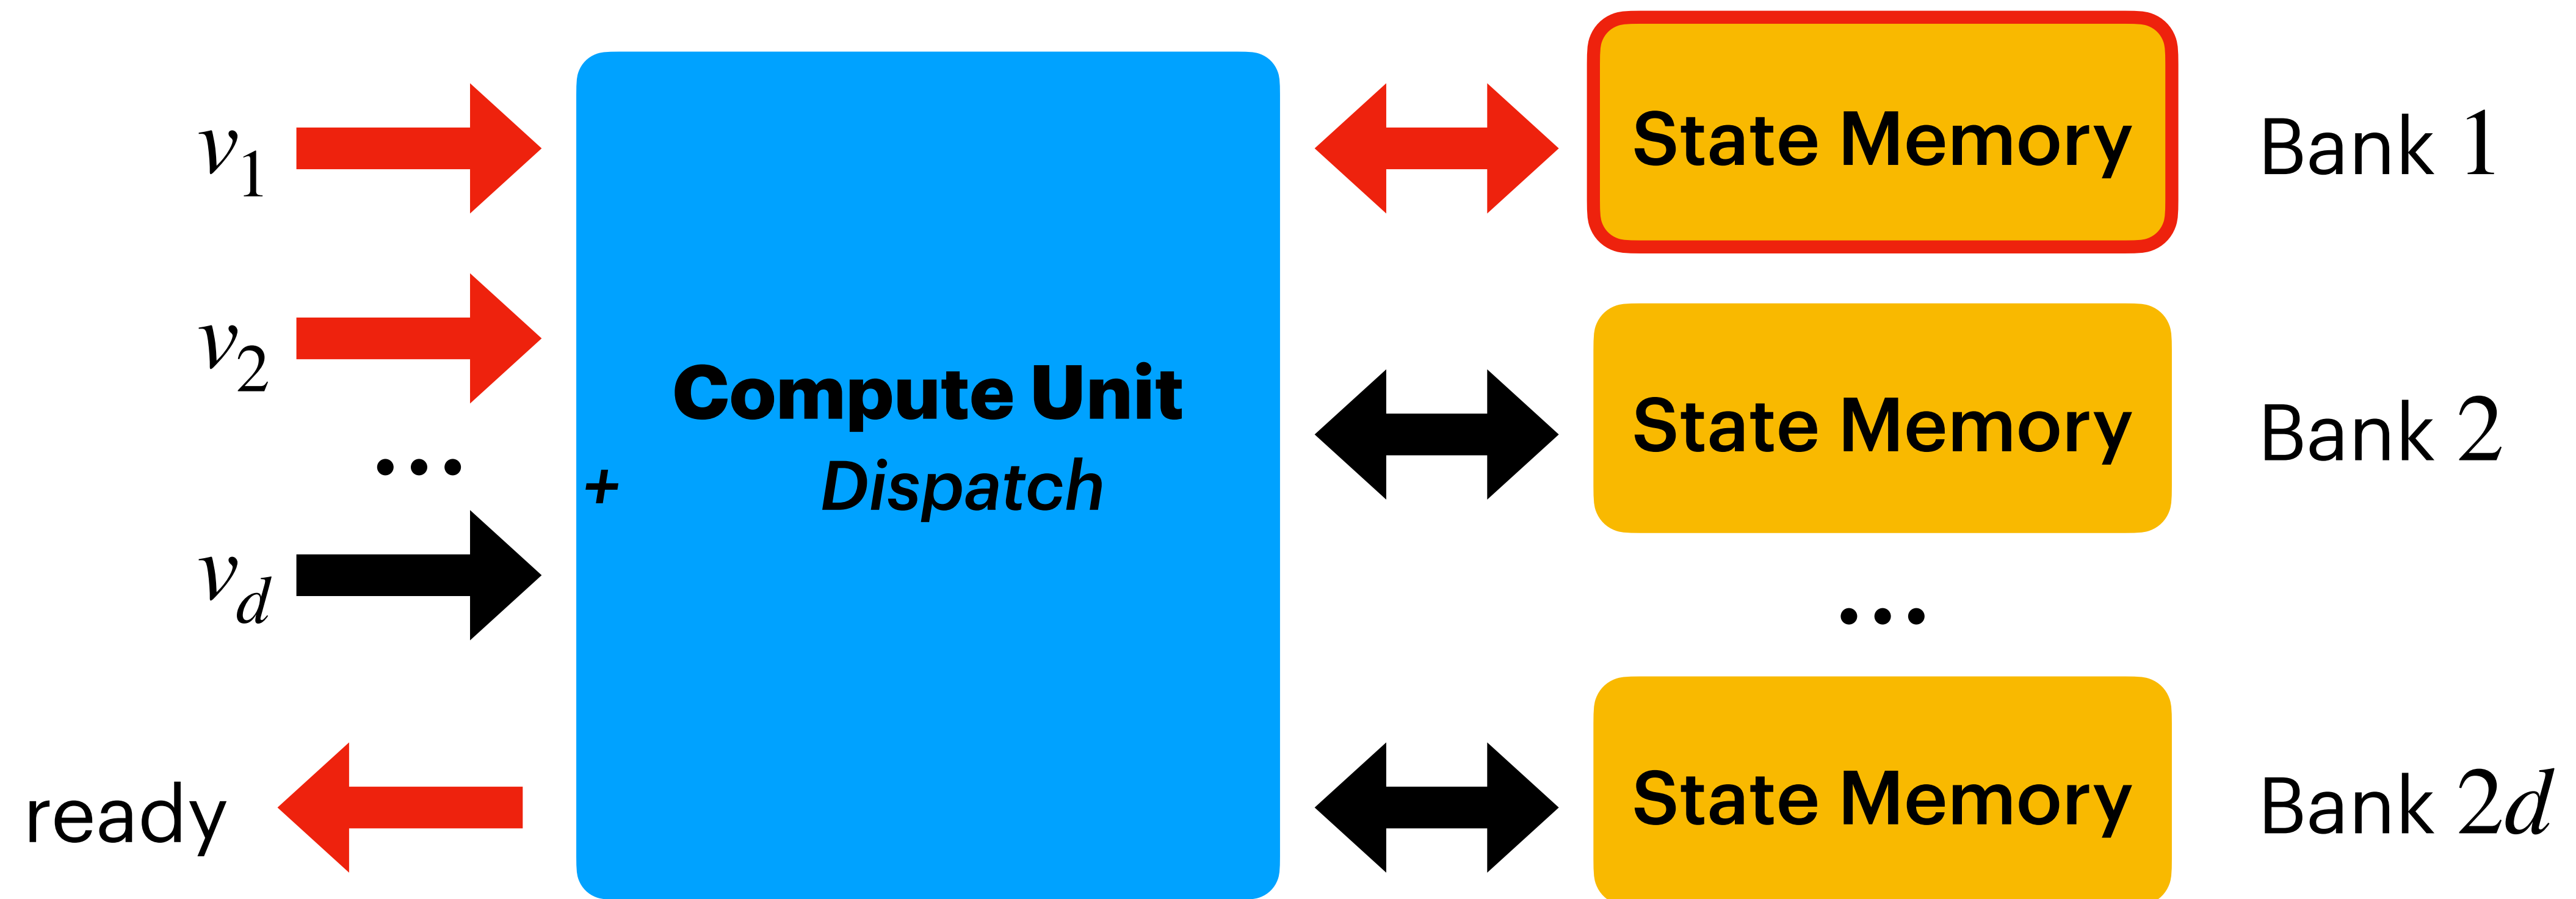 v1
v2
...
vd
ready
Compute Unit
+ Dispatch
State Memory
Bank 1
State Memory
Bank 2
...
State Memory
Bank 2d